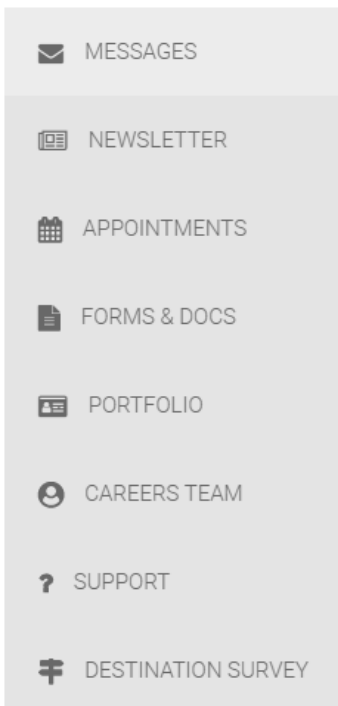 MESSAGES
NEWSLETTER
APPOINTMENTS
FORMS & DOCS
PORTFOLIO
CAREERS TEAM
SUPPORT
DESTINATION SURVEY